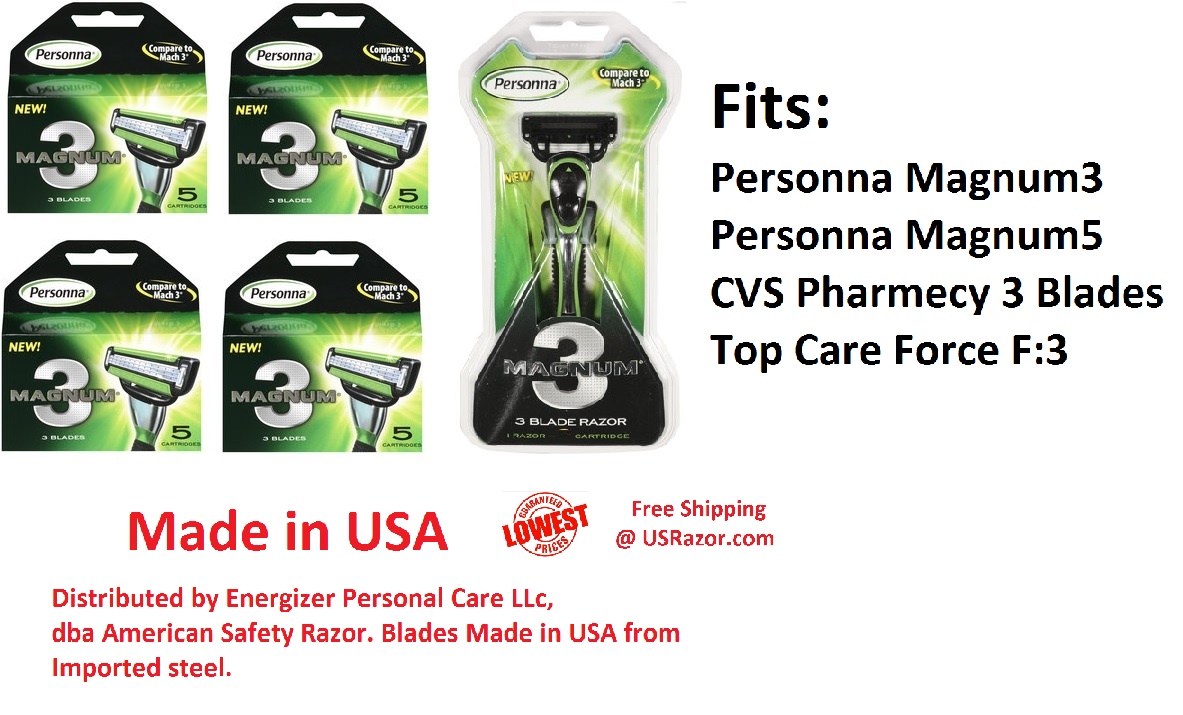 Personna®
Compare to
Mach 3*
NEW!
3
MAGNUM®
3 BLADES
5
CARTRIDGES
Personna®
Compare to
Mach 3*
NEW!
3
MAGNUM®
3 BLADES
5
CARTRIDGES
Personna®
Compare to
Mach 3*
NEW!
3
MAGNUM®
3 BLADE RAZOR
1 RAZOR CARTRIDGE
Personna®
Compare to
Mach 3*
NEW!
3
MAGNUM®
3 BLADES
5
CARTRIDGES
Personna®
Compare to
Mach 3*
NEW!
3
MAGNUM®
3 BLADES
5
CARTRIDGES
Fits:
Personna Magnum3
Personna Magnum5
CVS Pharmecy 3 Blades
Top Care Force F:3
Made in USA
GUARANTEED
LOWEST
PRICES
Free Shipping
@ USRazor.com
Distributed by Energizer Personal Care LLc,
dba American Safety Razor. Blades Made in USA from
Imported steel.